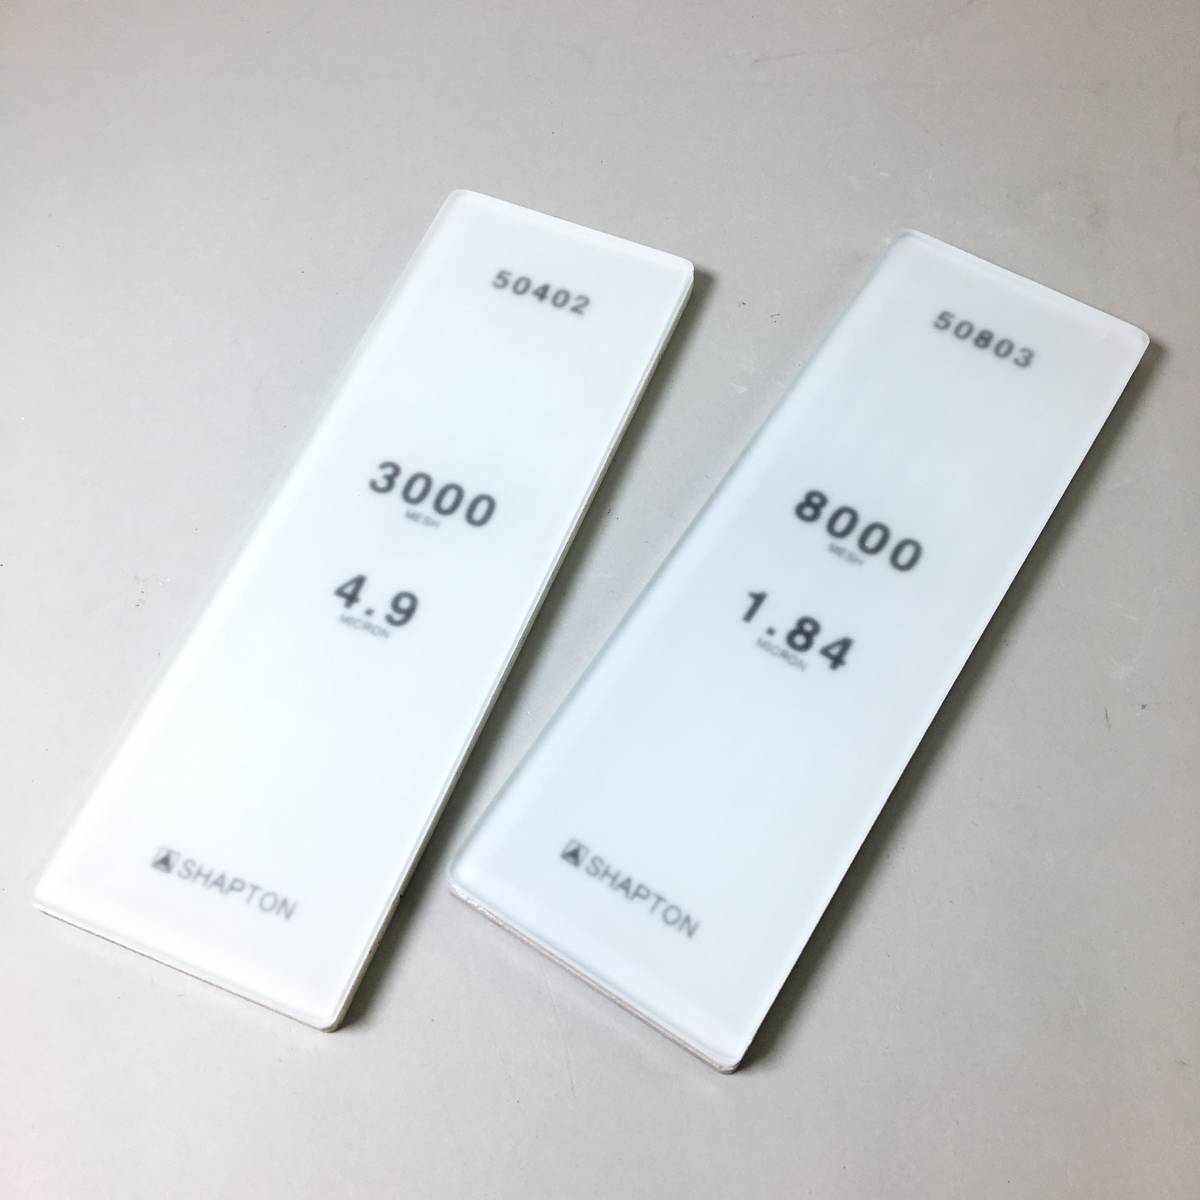 50402
3000
MESH
4.9
MICRON
SHAPTON
50803
8000
MESH
1.84
MICRON
SHAPTON